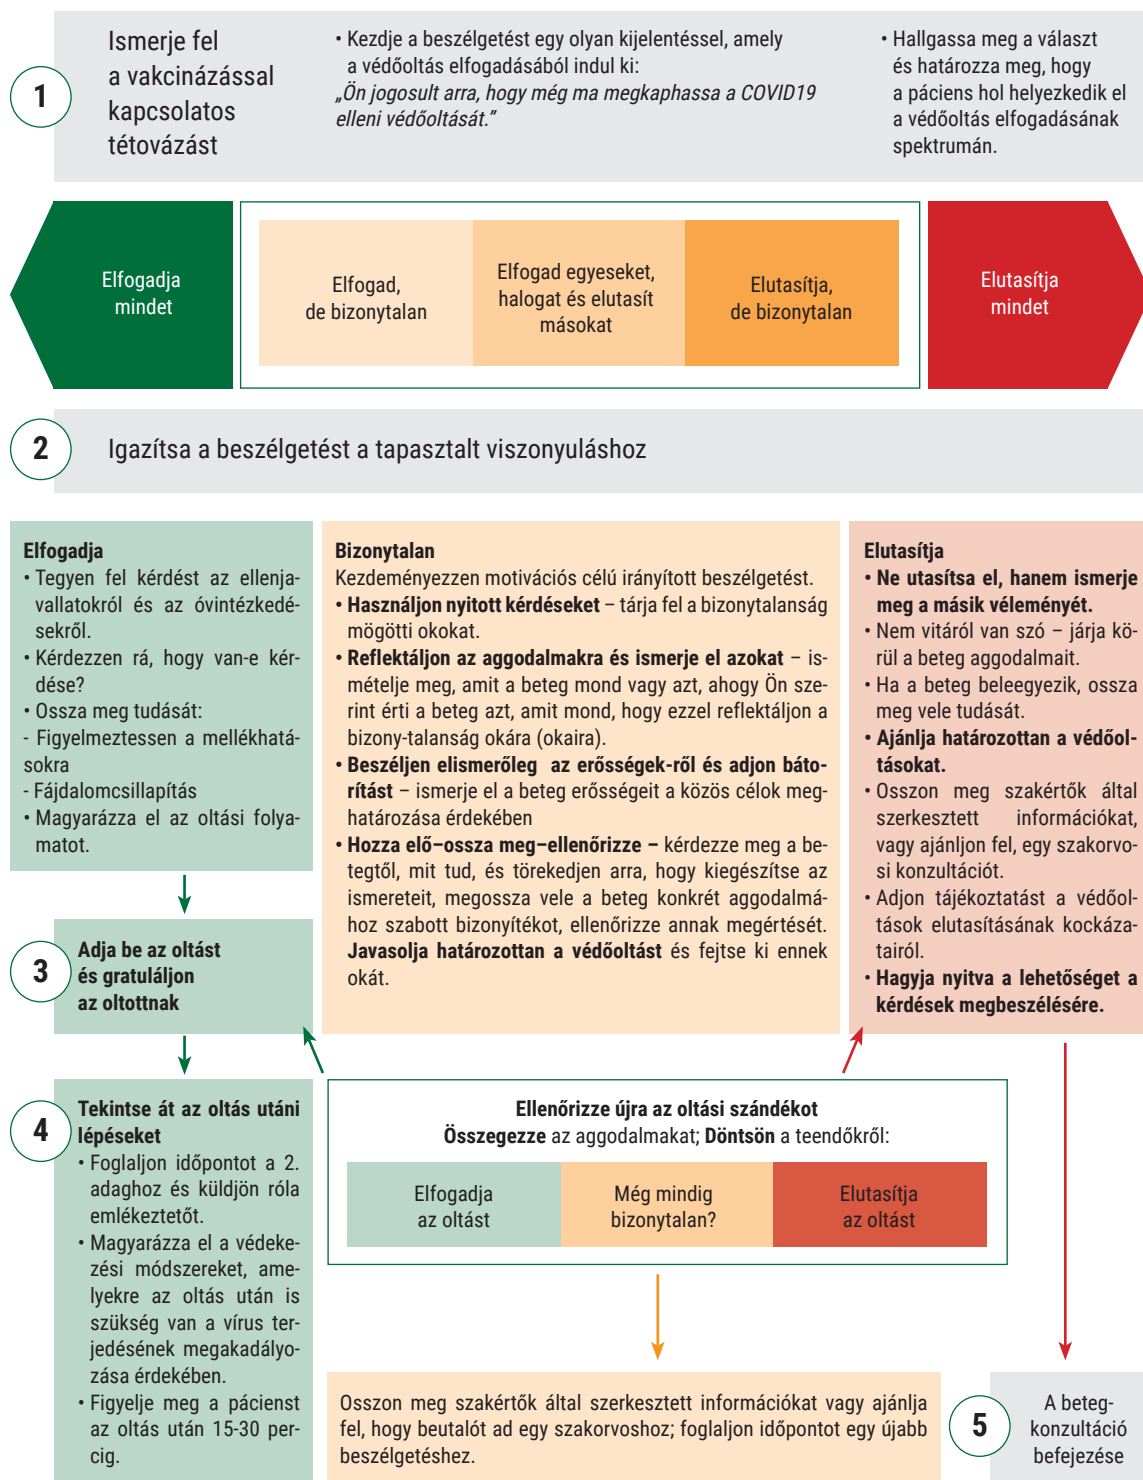 1
Ismerje fel
a vakcinázással
kapcsolatos
tétovázást
• Kezdje a beszélgetést egy olyan kijelentéssel, amely
a védőoltás elfogadásából indul ki:
„Ön jogosult arra, hogy még ma megkaphassa a COVID19
elleni védőoltását.”
• Hallgassa meg a választ
és határozza meg, hogy
a páciens hol helyezkedik el
a védőoltás elfogadásának
spektrumán.
Elfogadja
mindet
Elfogad,
de bizonytalan
Elfogad egyeseket,
halogat és elutasít
másokat
Elutasítja,
de bizonytalan
Elutasítja
mindet
2
Igazítsa a beszélgetést a tapasztalt viszonyuláshoz
Elfogadja
• Tegyen fel kérdést az ellenja-
vallatokról és az óvintézkedé-
sekről.
• Kérdezzen rá, hogy van-e kér-
dése?
• Ossza meg tudását:
- Figyelmeztessen a mellékhatá-
sokra
- Fájdalomcsillapítás
• Magyarázza el az oltási folya-
matot.
Bizonytalan
Kezdeményezzen motivációs célú irányított beszélgetést.
• Használjon nyitott kérdéseket – tárja fel a bizonytalanság
mögötti okokat.
• Reflektáljon az aggodalmakra és ismerje el azokat – is-
mételje meg, amit a beteg mond vagy azt, ahogy Ön sze-
rint érti a beteg azt, amit mond, hogy ezzel reflektáljon a
bizony-talanság okára (okaira).
• Beszéljen elismerőleg az erősségek-ről és adjon báto-
rítást – ismerje el a beteg erősségeit a közös célok meg-
határozása érdekében
• Hozza elő–ossza meg–ellenőrizze – kérdezze meg a be-
tegtől, mit tud, és törekedjen arra, hogy kiegészítse az
ismereteit, megossza vele a beteg konkrét aggodalmá-
hoz szabott bizonyítékot, ellenőrizze annak megértését.
Javasolja határozottan a védőoltást és fejtse ki ennek
okát.
Elutasítja
• Ne utasítsa el, hanem ismerje
meg a másik véleményét.
• Nem vitáról van szó – járja kö-
rül a beteg aggodalmait.
• Ha a beteg beleegyezik, ossza
meg vele tudását.
• Ajánlja határozottan a védőol-
tásokat.
• Osszon meg szakértők által
szerkesztett információkat,
vagy ajánljon fel, egy szakorvo-
si konzultációt.
• Adjon tájékoztatást a védőol-
tások elutasításának kockáza-
tairól.
• Hagyja nyitva a lehetőséget a
kérdések megbeszélésére.
3
Adja be az oltást
és gratuláljon
az oltottnak
4
Tekintse át az oltás utáni
lépéseket
• Foglaljon időpontot a 2.
adaghoz és küldjön róla
emlékeztetőt.
• Magyarázza el a védeke-
zési módszereket, ame-
lyekre az oltás után is
szükség van a vírus ter-
jedésének megakadályo-
zása érdekében.
• Figyelje meg a pácienst
az oltás után 15-30 per-
cig.
Ellenőrizze újra az oltási szándékot
Összegezze az aggodalmakat; Döntsön a teendőkről:
Elfogadja
az oltást
Még mindig
bizonytalan?
Elutasítja
az oltást
Osszon meg szakértők által szerkesztett információkat vagy ajánlja
fel, hogy beutalót ad egy szakorvoshoz; foglaljon időpontot egy újabb
beszélgetéshez.
5
A beteg-
konzultáció
befejezése